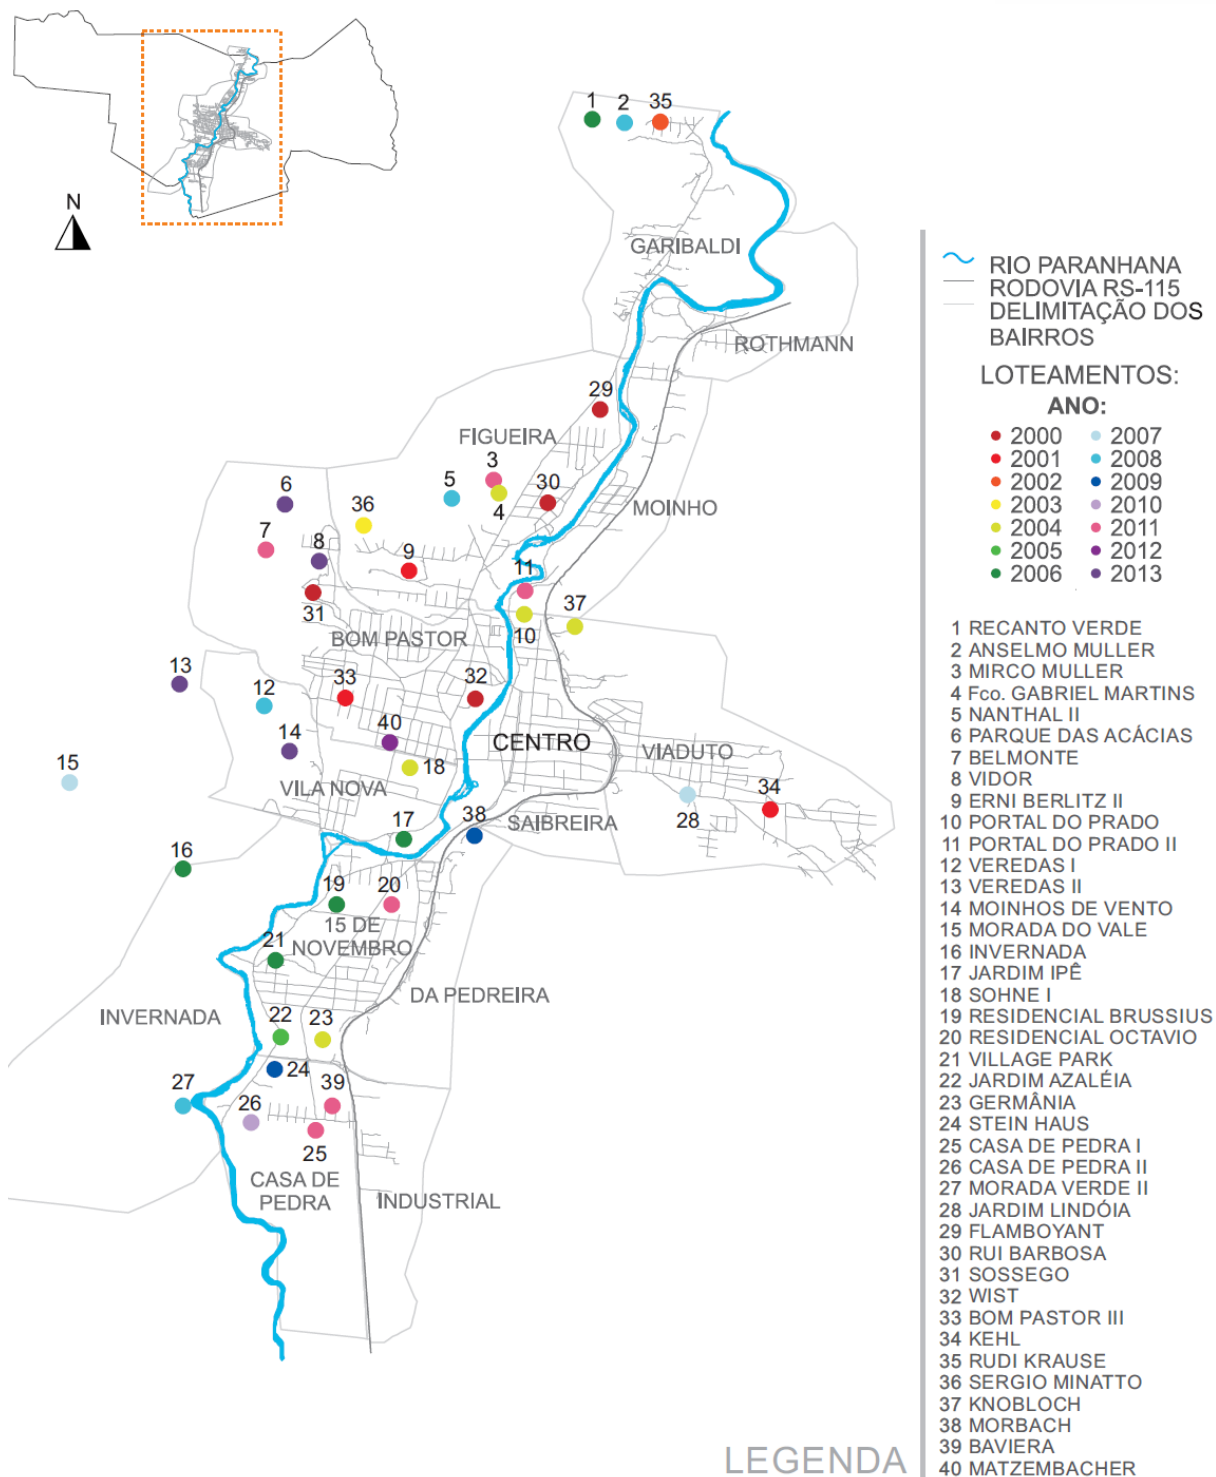 N
1
2
35
GARIBALDI
ROTHMANN
29
FIGUEIRA
3
5
4
30
MOINHO
6
36
7
8
9
11
31
37
10
BOM PASTOR
13
33
32
12
40
14
CENTRO
VIADUTO
15
18
VILA NOVA
34
28
17
38
SAIBREIRA
16
19
20
15 DE
NOVEMBRO
21
DA PEDREIRA
INVERNADA
22
23
24
27
39
26
25
CASA DE
PEDRA
INDUSTRIAL
RIO PARANHANA
RODOVIA RS-115
DELIMITAÇÃO DOS
BAIRROS
LOTEAMENTOS:
ANO:
2000 2007
2001 2008
2002 2009
2003 2010
2004 2011
2005 2012
2006 2013
1 RECANTO VERDE
2 ANSELMO MULLER
3 MIRCO MULLER
4 Fco. GABRIEL MARTINS
5 NANTHAL II
6 PARQUE DAS ACÁCIAS
7 BELMONTE
8 VIDOR
9 ERNI BERLITZ II
10 PORTAL DO PRADO
11 PORTAL DO PRADO II
12 VEREDAS I
13 VEREDAS II
14 MOINHOS DE VENTO
15 MORADA DO VALE
16 INVERNADA
17 JARDIM IPÊ
18 SOHNE I
19 RESIDENCIAL BRUSSIUS
20 RESIDENCIAL OCTAVIO
21 VILLAGE PARK
22 JARDIM AZALÉIA
23 GERMÂNIA
24 STEIN HAUS
25 CASA DE PEDRA I
26 CASA DE PEDRA II
27 MORADA VERDE II
28 JARDIM LINDÓIA
29 FLAMBOYANT
30 RUI BARBOSA
31 SOSSEGO
32 WIST
33 BOM PASTOR III
34 KEHL
35 RUDI KRAUSE
36 SERGIO MINATTO
37 KNOBLOCH
38 MORBACH
39 BAVIERA
40 MATZEMBACHER
LEGENDA